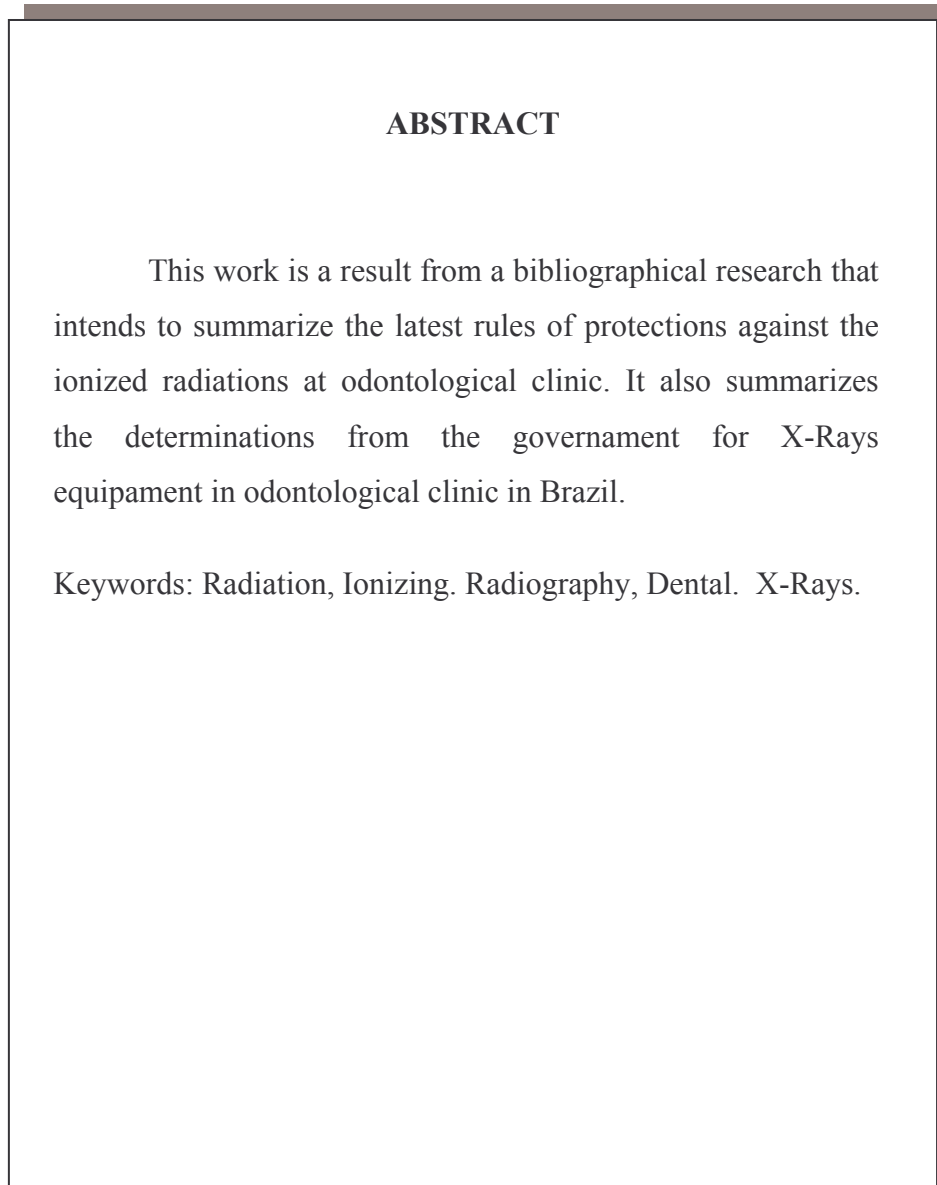 ABSTRACT
This work is a result from a bibliographical research that
intends to summarize the latest rules of protections against the
ionized radiations at odontological clinic. It also summarizes
the determinations from the governament for X-Rays
equipament in odontological clinic in Brazil.
Keywords: Radiation, Ionizing. Radiography, Dental.  X-Rays.